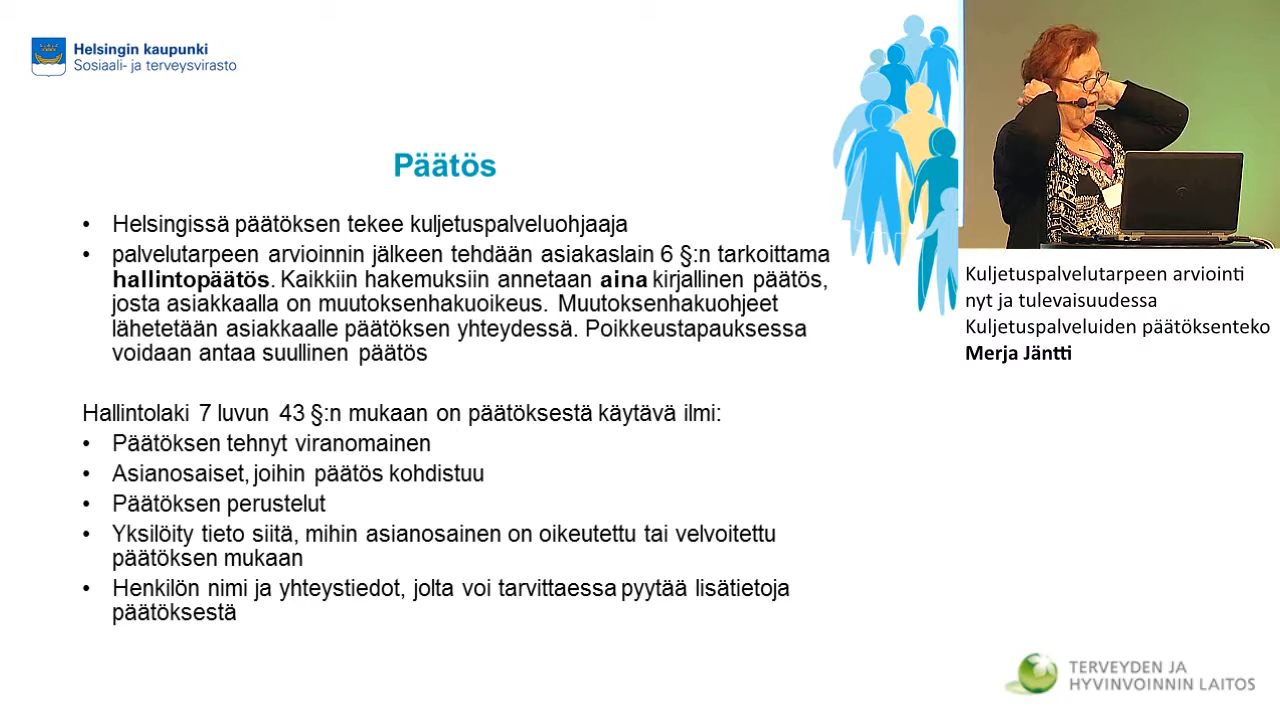 Helsingin kaupunki
Sosiaali- ja terveysvirasto
Päätös
• Helsingissä päätöksen tekee kuljetuspalveluohjaaja
• palvelutarpeen arvioinnin jälkeen tehdään asiakaslain 6 §:n tarkoittama
hallintopäätös. Kaikkiin hakemuksiin annetaan aina kirjallinen päätös,
josta asiakkaalla on muutoksenhakuoikeus. Muutoksenhakuohjeet
lähetetään asiakkaalle päätöksen yhteydessä. Poikkeustapauksessa
voidaan antaa suullinen päätös
Hallintolaki 7 luvun 43 §:n mukaan on päätöksestä käytävä ilmi:
• Päätöksen tehnyt viranomainen
• Asianosaiset, joihin päätös kohdistuu
• Päätöksen perustelut
• Yksilöity tieto siitä, mihin asianosainen on oikeutettu tai velvoitettu
päätöksen mukaan
• Henkilön nimi ja yhteystiedot, jolta voi tarvittaessa pyytää lisätietoja
päätöksestä
Kuljetuspalvelutarpeen arviointi
nyt ja tulevaisuudessa
Kuljetuspalveluiden päätöksenteko
Merja Jäntti
TERVEYDEN JA
HYVINVOINNIN LAITOS